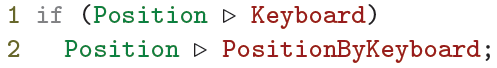 1 if (Position ▷ Keyboard)
2   Position ▷ PositionByKeyboard;